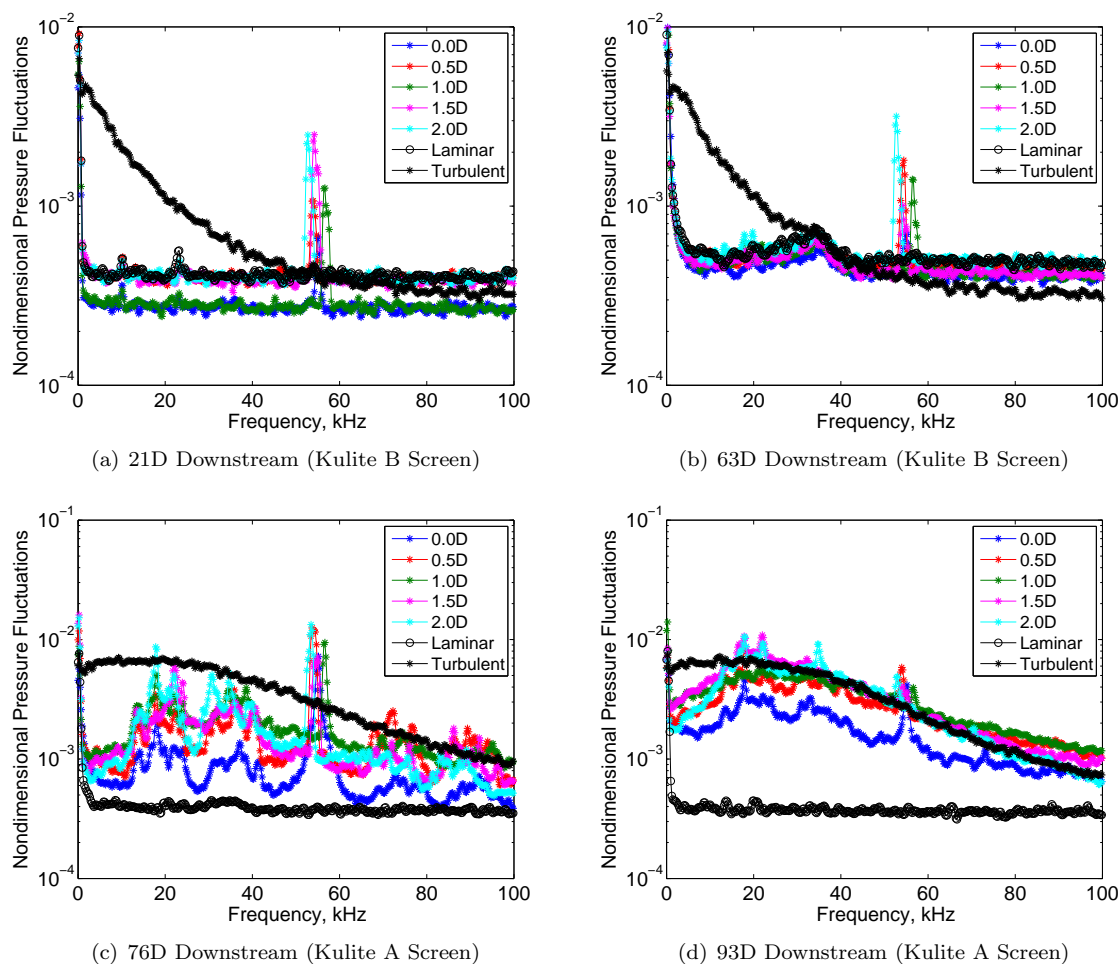 10^-2
10^-3
10^-4
Nondimensional Pressure Fluctuations
0 20 40 60 80 100
Frequency, kHz
0.0D
0.5D
1.0D
1.5D
2.0D
Laminar
Turbulent
(a) 21D Downstream (Kulite B Screen)
10^-2
10^-3
10^-4
Nondimensional Pressure Fluctuations
0 20 40 60 80 100
Frequency, kHz
0.0D
0.5D
1.0D
1.5D
2.0D
Laminar
Turbulent
(b) 63D Downstream (Kulite B Screen)
10^-1
10^-2
10^-3
10^-4
Nondimensional Pressure Fluctuations
0 20 40 60 80 100
Frequency, kHz
0.0D
0.5D
1.0D
1.5D
2.0D
Laminar
Turbulent
(c) 76D Downstream (Kulite A Screen)
10^-1
10^-2
10^-3
10^-4
Nondimensional Pressure Fluctuations
0 20 40 60 80 100
Frequency, kHz
0.0D
0.5D
1.0D
1.5D
2.0D
Laminar
Turbulent
(d) 93D Downstream (Kulite A Screen)